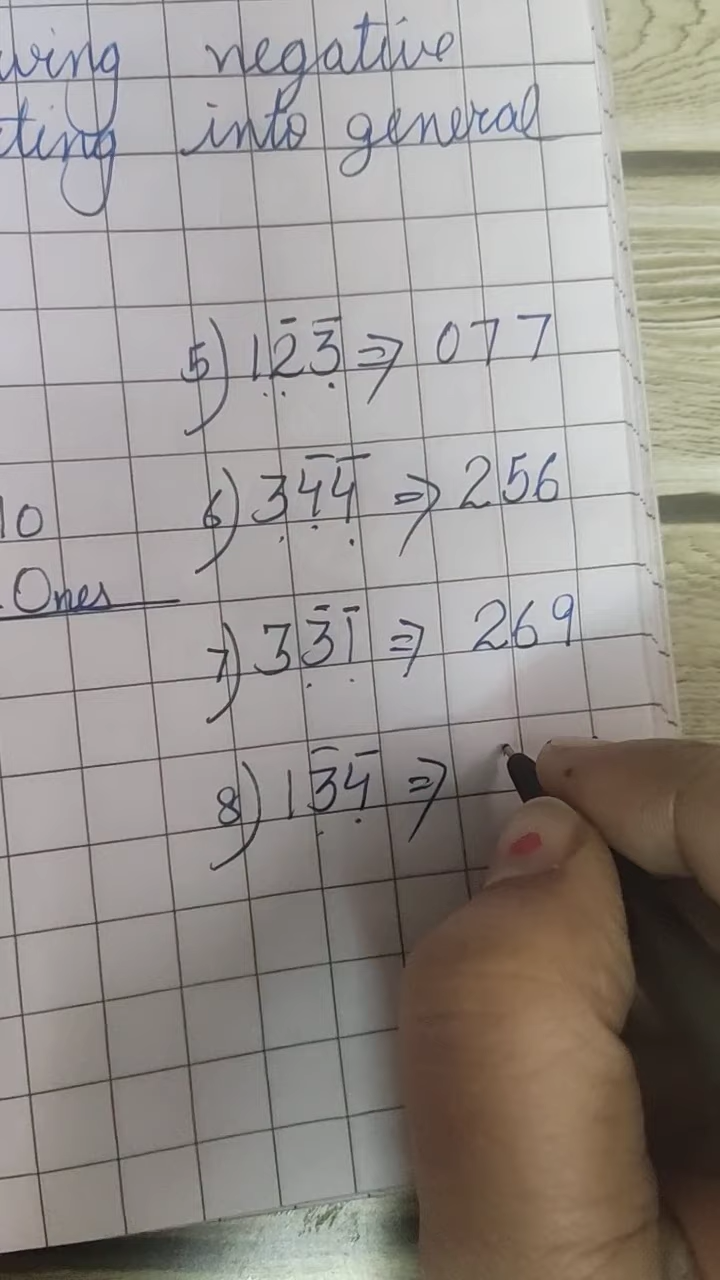 negative
into general
5) 12̄3̄ ⇒ 077
6) 34̄4̄ ⇒ 256
10
Ones
7) 33̄1̄ ⇒ 269
8) 13̄4̄ ⇒